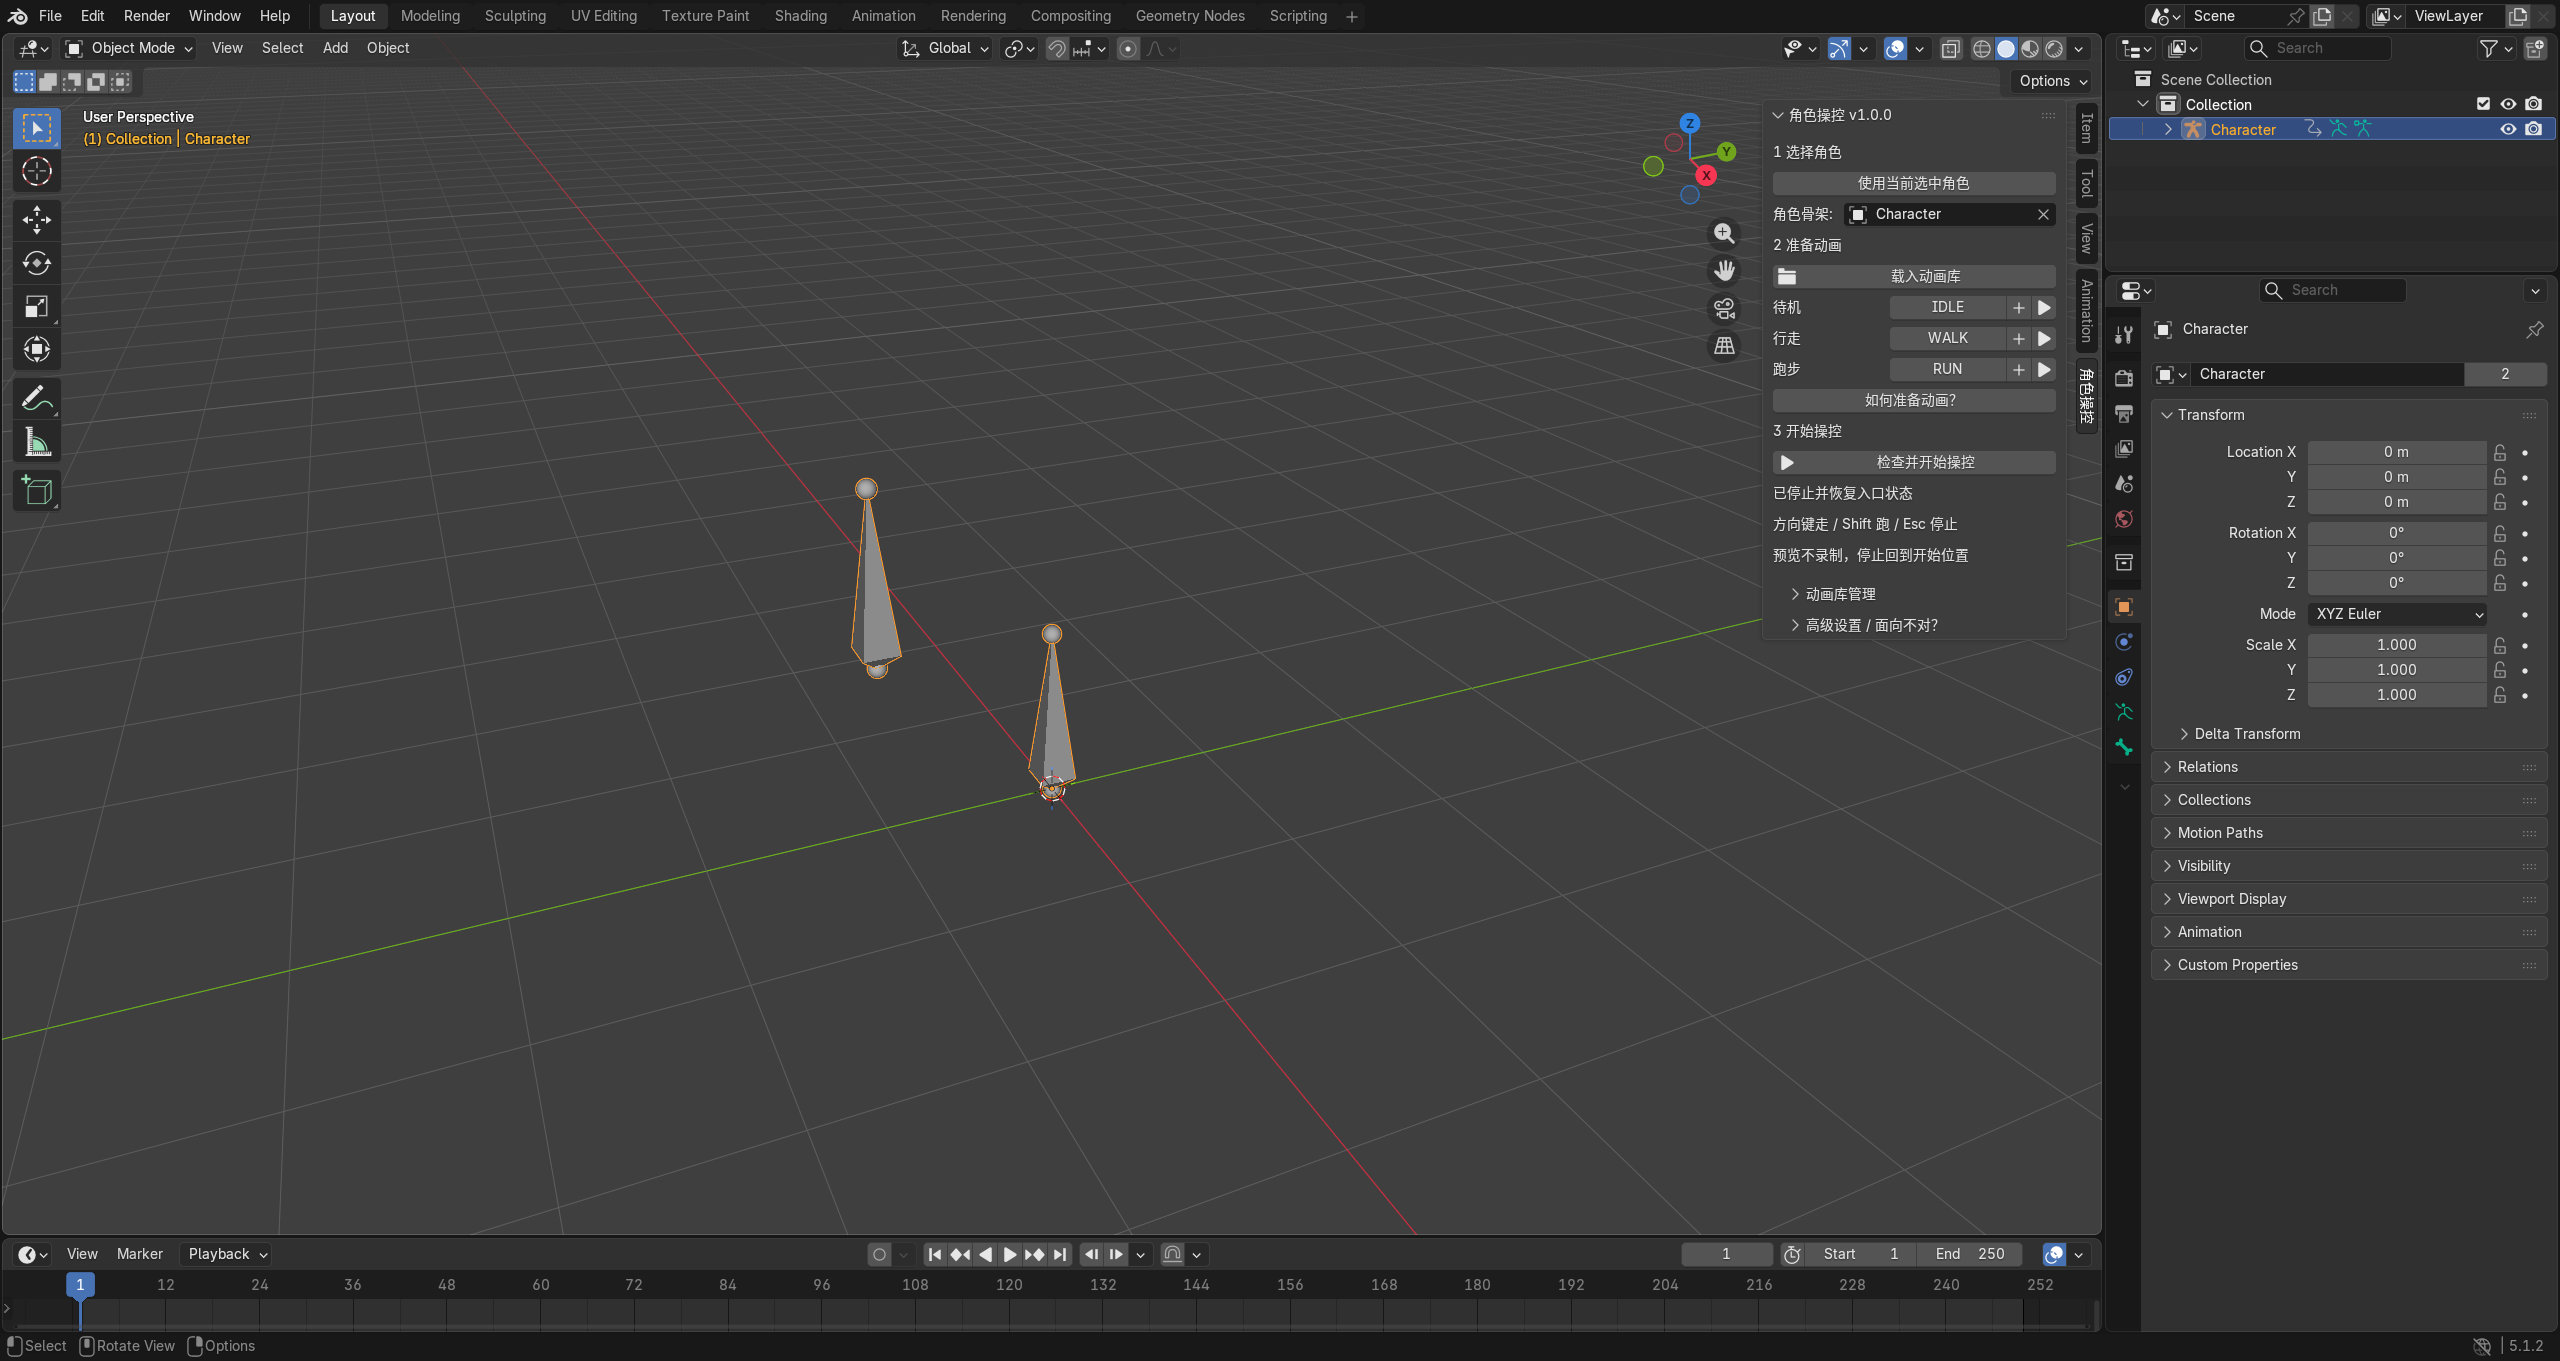 File Edit Render Window Help Layout Modeling Sculpting UV Editing Texture Paint Shading Animation Rendering Compositing Geometry Nodes Scripting Scene ViewLayer
Object Mode View Select Add Object Global Search
Options
Scene Collection
Collection
Character
User Perspective
(1) Collection | Character
Z
Y
X
角色操控 v1.0.0
1 选择角色
使用当前选中角色
角色骨架: Character
2 准备动画
载入动画库
待机 IDLE
行走 WALK
跑步 RUN
如何准备动画?
3 开始操控
检查并开始操控
已停止并恢复入口状态
方向键走 / Shift 跑 / Esc 停止
预览不录制，停止回到开始位置
动画库管理
高级设置 / 面向不对?
Item
Tool
View
Animation
角色操控
Search
Character
Character 2
Transform
Location X 0 m
Y 0 m
Z 0 m
Rotation X 0°
Y 0°
Z 0°
Mode XYZ Euler
Scale X 1.000
Y 1.000
Z 1.000
Delta Transform
Relations
Collections
Motion Paths
Visibility
Viewport Display
Animation
Custom Properties
View Marker Playback 1 Start 1 End 250
1 12 24 36 48 60 72 84 96 108 120 132 144 156 168 180 192 204 216 228 240 252
Select Rotate View Options 5.1.2